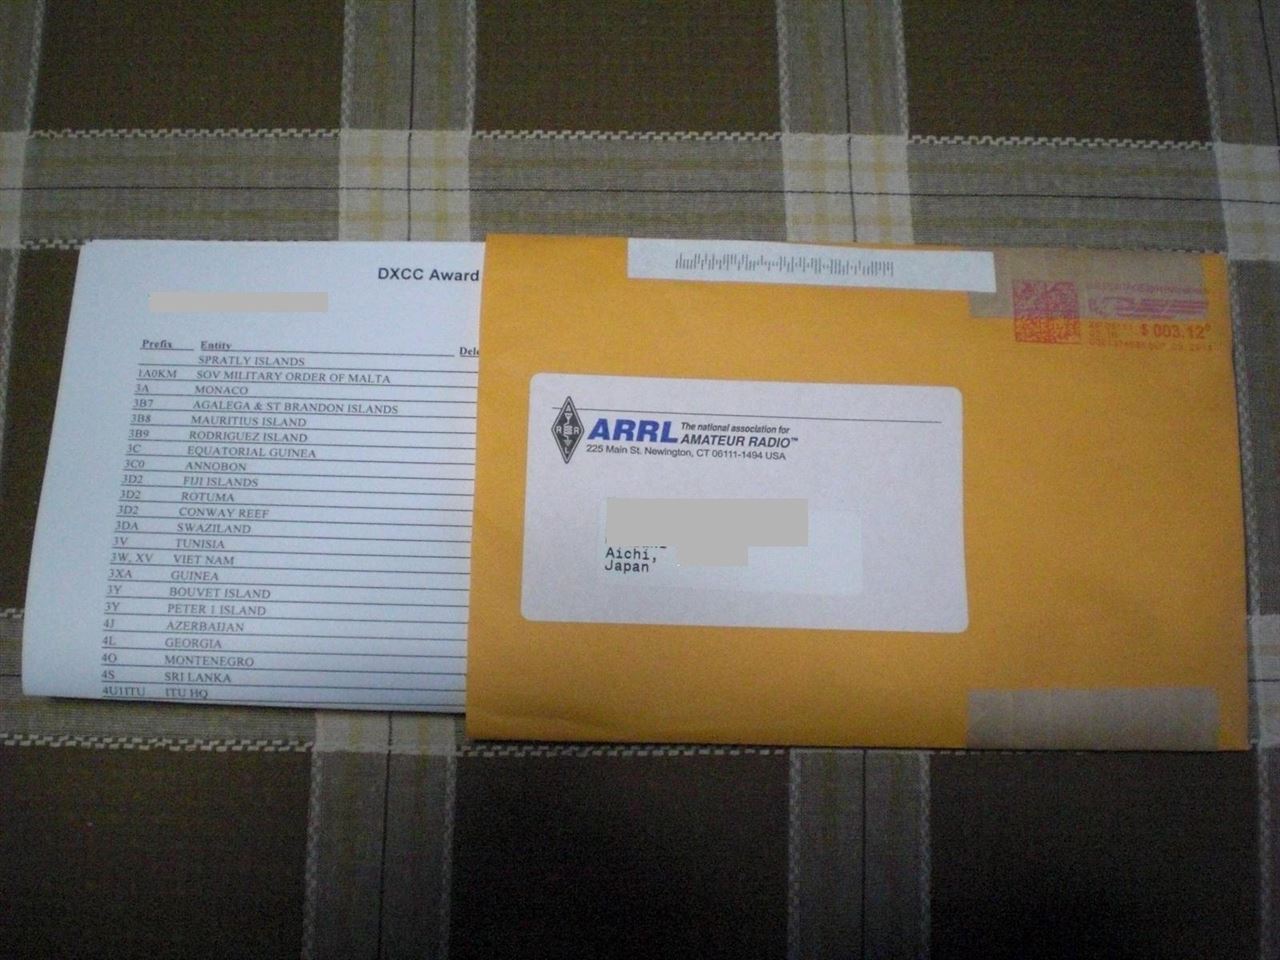 DXCC Award
Prefix Entity
SPRATLY ISLANDS
1A0KM SOV MILITARY ORDER OF MALTA
3A MONACO
3B7 AGALEGA & ST BRANDON ISLANDS
3B8 MAURITIUS ISLAND
3B9 RODRIGUEZ ISLAND
3C EQUATORIAL GUINEA
3C0 ANNOBON
3D2 FIJI ISLANDS
3D2 ROTUMA
3D2 CONWAY REEF
3DA SWAZILAND
3V TUNISIA
3W, XV VIET NAM
3XA GUINEA
3Y BOUVET ISLAND
3Y PETER 1 ISLAND
4J AZERBAIJAN
4L GEORGIA
4O MONTENEGRO
4S SRI LANKA
4U1ITU ITU HQ
ARRL
The national association for
AMATEUR RADIO™
225 Main St. Newington, CT 06111-1494 USA
Aichi,
Japan
$ 003.12⁰